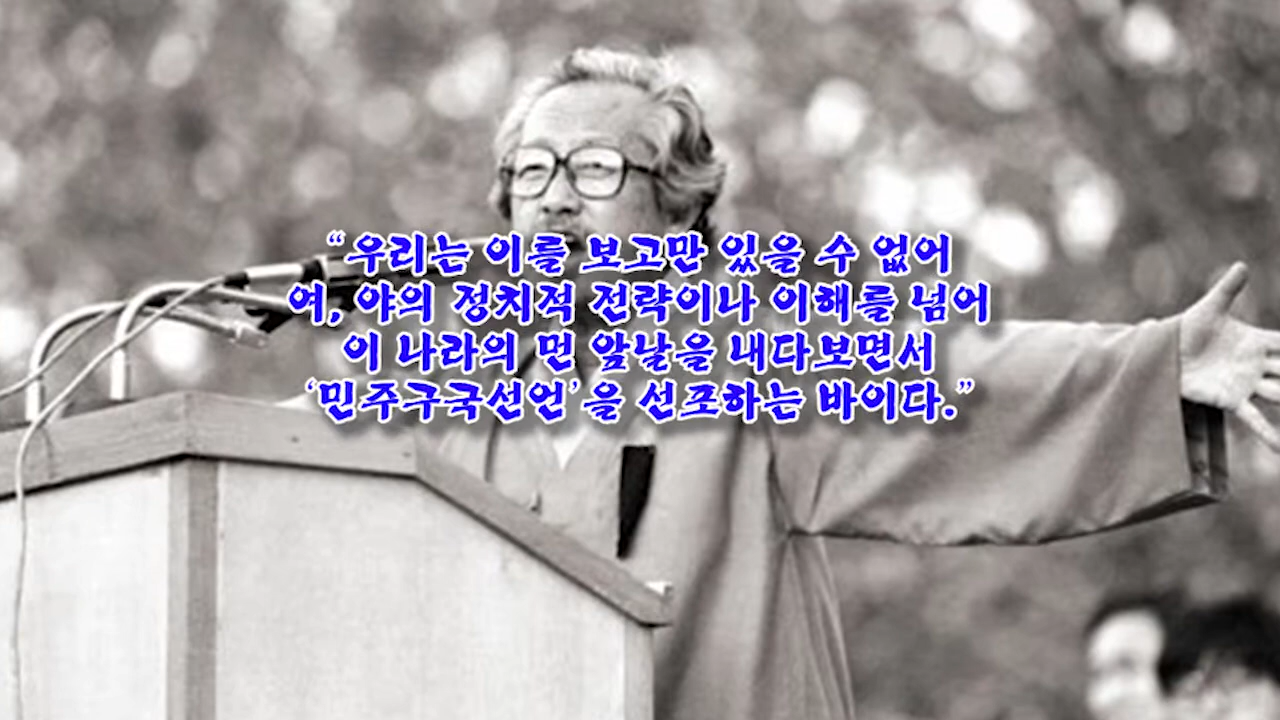 “우리는 이를 보고만 있을 수 없어
여, 야의 정치적 전략이나 이해를 넘어
이 나라의 먼 앞날을 내다보면서
‘민주구국선언’을 선포하는 바이다.”